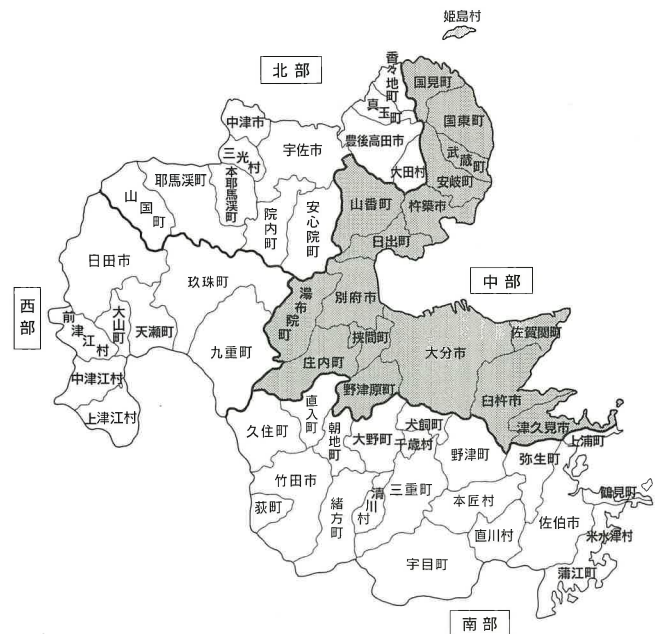 姫島村
北部
香々地町
国見町
真玉町
国東町
中津市
豊後高田市
武蔵町
三光村
宇佐市
大田村
安岐町
耶馬渓町
本耶馬渓町
山国町
院内町
安心院町
山香町
杵築市
日出町
日田市
玖珠町
中部
西部
湯布院町
別府市
前津江村
大山町
天瀬町
九重町
挾間町
大分市
佐賀関町
中津江村
庄内町
野津原町
臼杵市
上津江村
直入町
津久見市
久住町
朝地町
大野町
犬飼町
千歳村
野津町
弥生町
上浦町
竹田市
荻町
緒方町
清川村
三重町
本匠村
佐伯市
鶴見町
直川村
米水津村
宇目町
蒲江町
南部